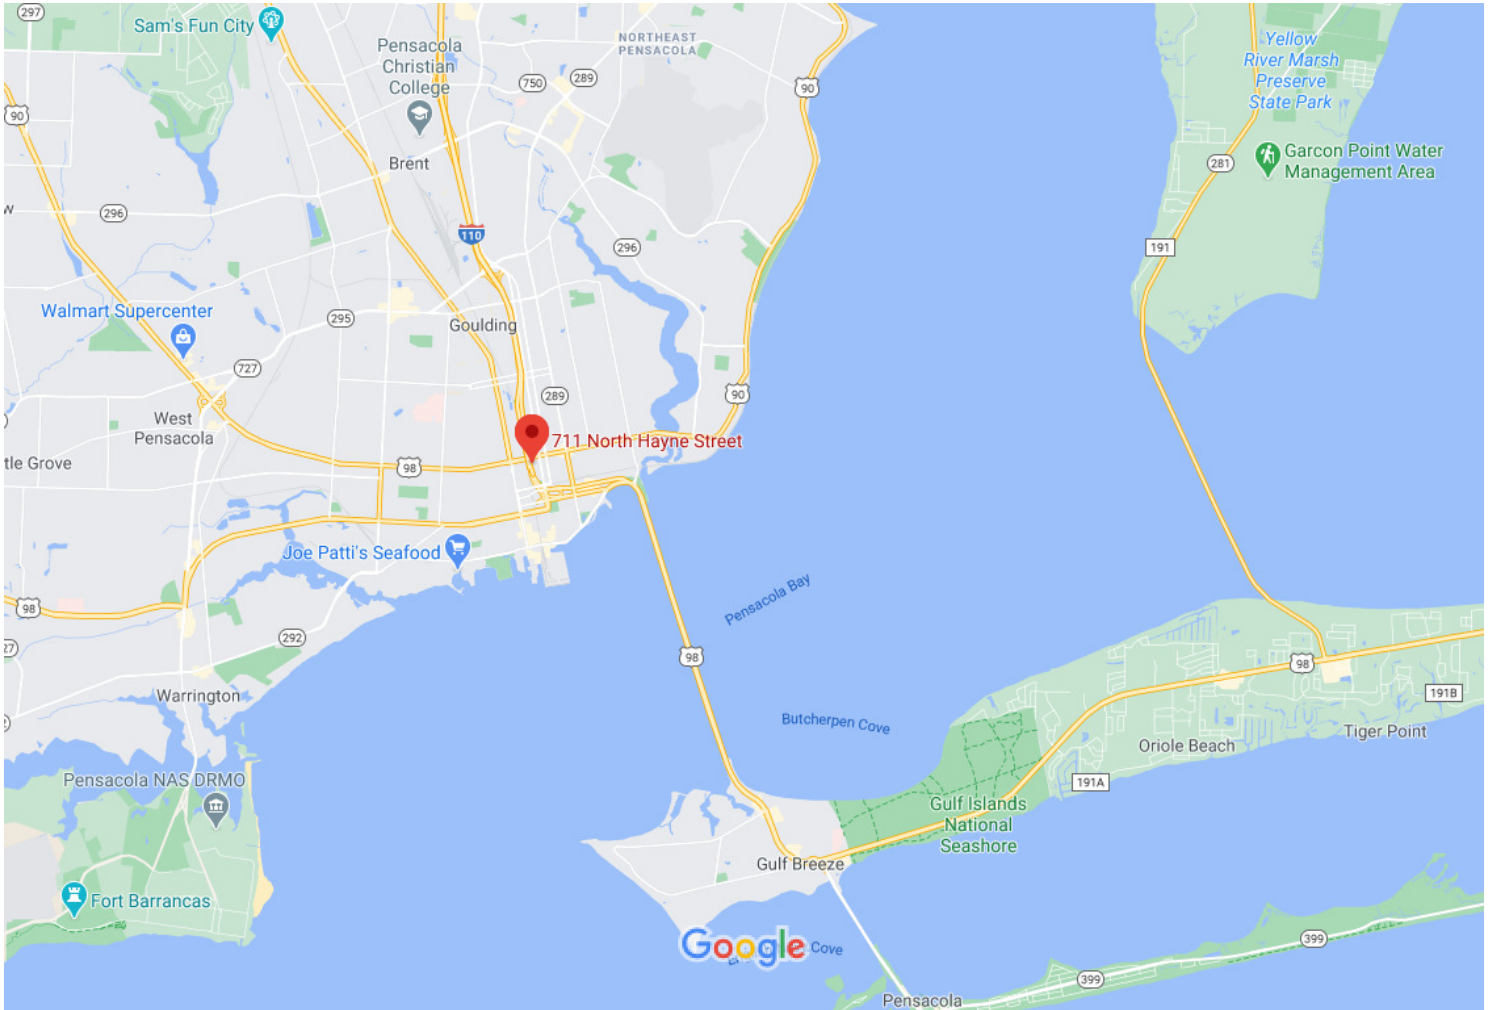 297
Sam's Fun City
Pensacola
Christian
College
NORTHEAST
PENSACOLA
Yellow
River Marsh
Preserve
State Park
750
289
90
90
Brent
Garcon Point Water
Management Area
281
296
110
296
191
Walmart Supercenter
295
Goulding
727
289
90
West
Pensacola
711 North Hayne Street
tle Grove
98
Joe Patti's Seafood
Pensacola Bay
98
292
98
98
27
Warrington
191B
Butcherpen Cove
Tiger Point
Oriole Beach
Pensacola NAS DRMO
191A
Gulf Islands
National
Seashore
Gulf Breeze
Fort Barrancas
Google
Cove
399
399
Pensacola